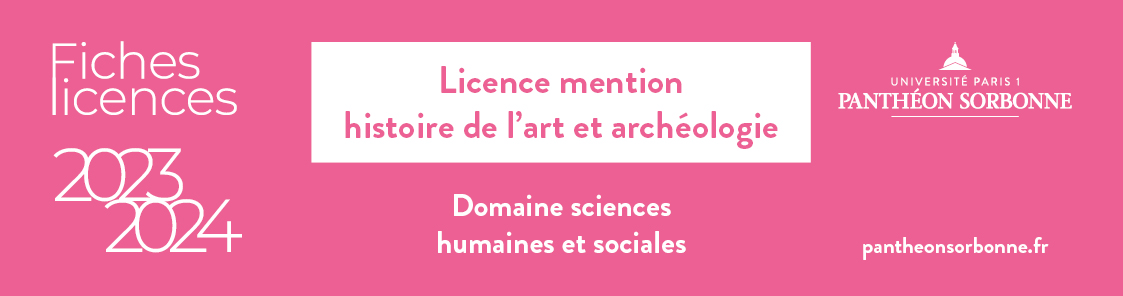 Fiches
licences
2023
2024
Licence mention
histoire de l’art et archéologie
Domaine sciences
humaines et sociales
UNIVERSITÉ PARIS 1
PANTHÉON SORBONNE
pantheonsorbonne.fr